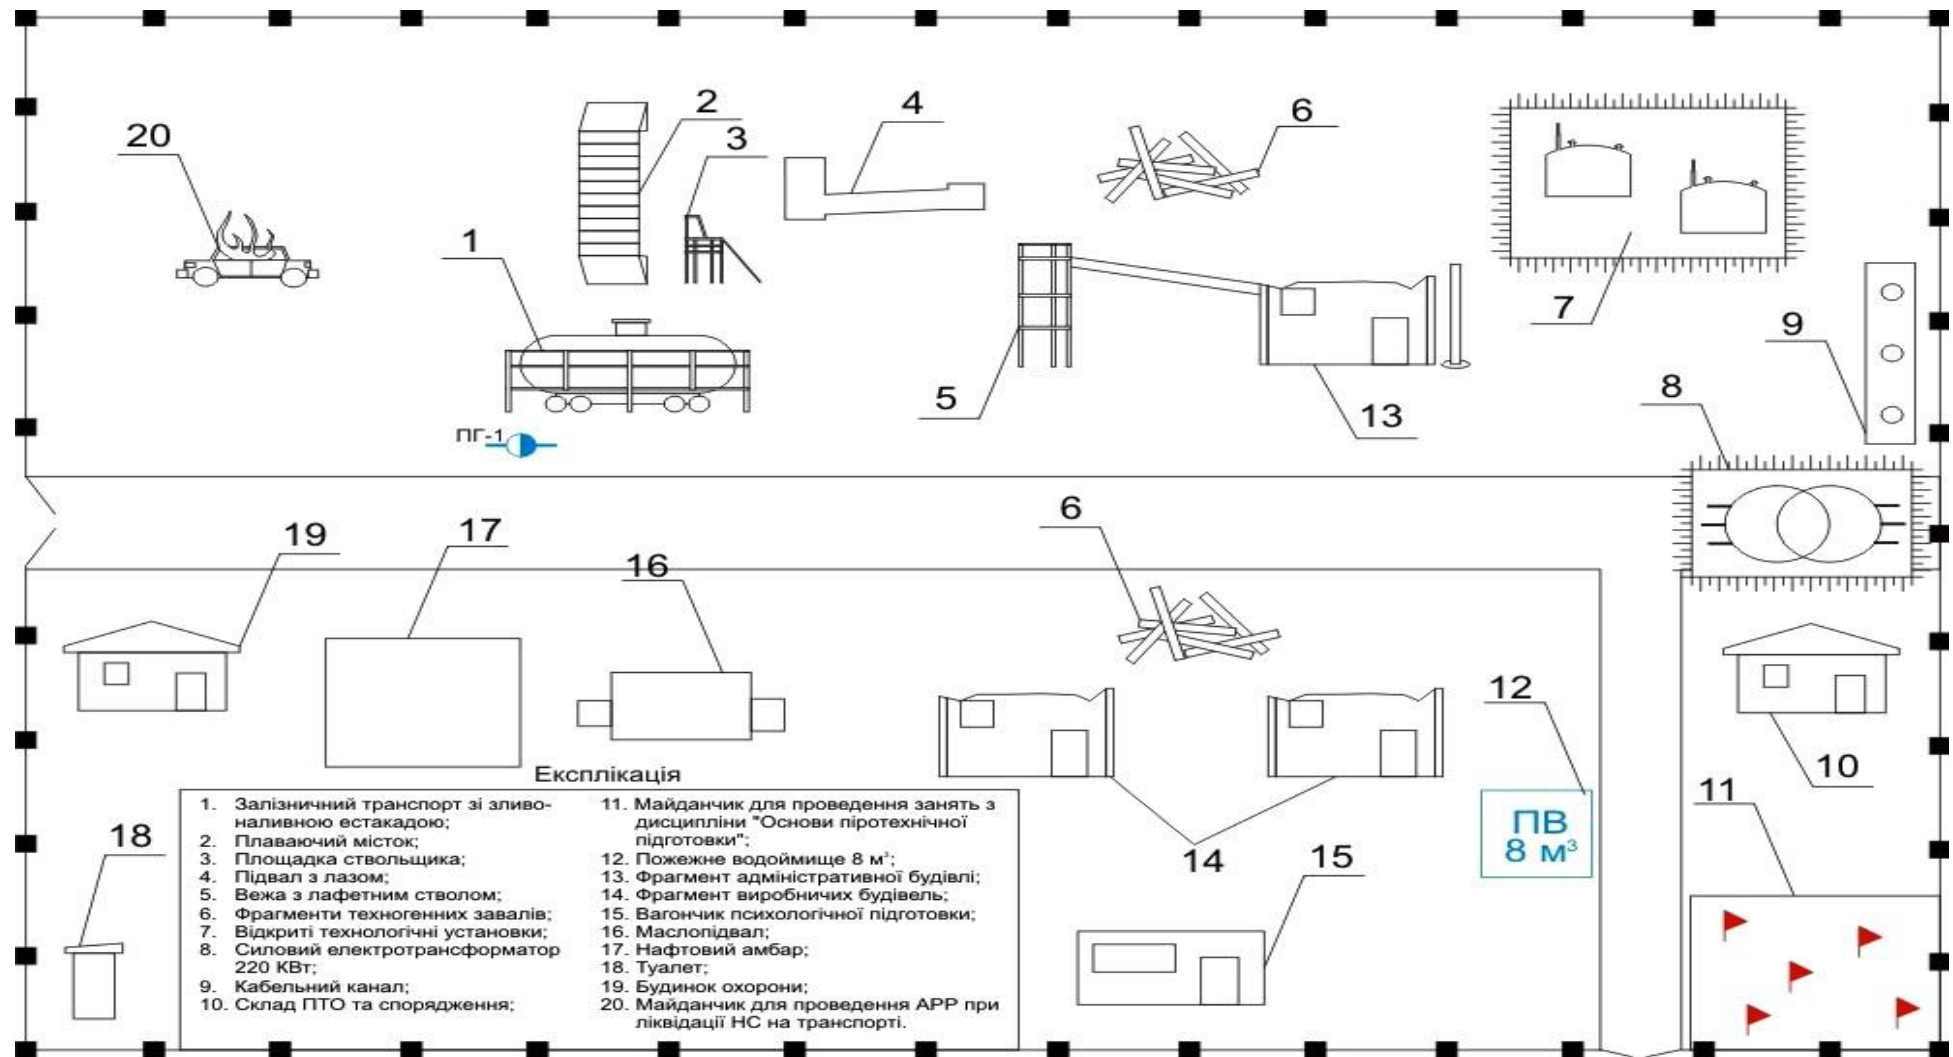 20
2
3
4
6
1
7
9
5
13
8
ПГ-1
19
17
16
6
12
10
11
18
14
15
ПВ
8 м³
Експлікація
1. Залізничний транспорт зі зливо-
наливною естакадою;
2. Плаваючий місток;
3. Площадка ствольщика;
4. Підвал з лазом;
5. Вежа з лафетним стволом;
6. Фрагменти техногенних завалів;
7. Відкриті технологічні установки;
8. Силовий електротрансформатор
220 КВт;
9. Кабельний канал;
10. Склад ПТО та спорядження;
11. Майданчик для проведення занять з
дисципліни "Основи піротехнічної
підготовки";
12. Пожежне водоймище 8 м³;
13. Фрагмент адміністративної будівлі;
14. Фрагмент виробничих будівель;
15. Вагончик психологічної підготовки;
16. Маслопідвал;
17. Нафтовий амбар;
18. Туалет;
19. Будинок охорони;
20. Майданчик для проведення АРР при
ліквідації НС на транспорті.